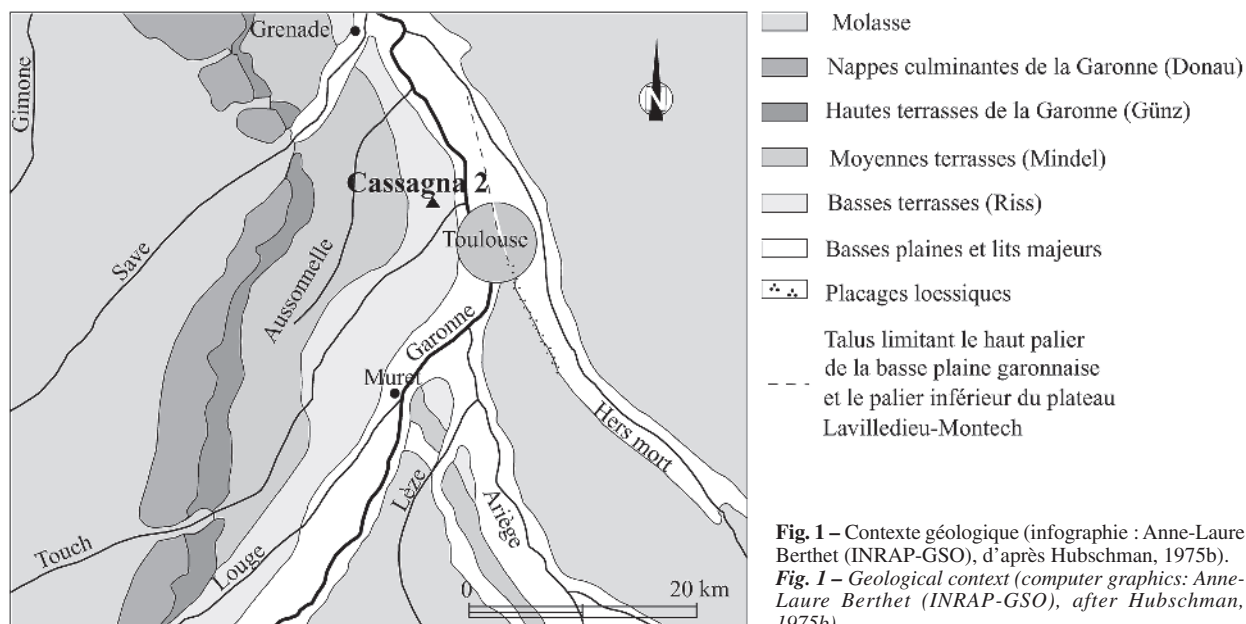 Grenade
Gimone
N
Cassagna 2
Save
Aussonnelle
Toulouse
Garonne
Muret
Hers mort
Lèze
Ariège
Touch
Louge
0
20 km
Molasse
Nappes culminantes de la Garonne (Donau)
Hautes terrasses de la Garonne (Günz)
Moyennes terrasses (Mindel)
Basses terrasses (Riss)
Basses plaines et lits majeurs
Placages loessiques
Talus limitant le haut palier
de la basse plaine garonnaise
et le palier inférieur du plateau
Lavilledieu-Montech
Fig. 1 – Contexte géologique (infographie : Anne-Laure
Berthet (INRAP-GSO), d'après Hubschman, 1975b).
Fig. 1 – Geological context (computer graphics: Anne-
Laure Berthet (INRAP-GSO), after Hubschman,
1975b)